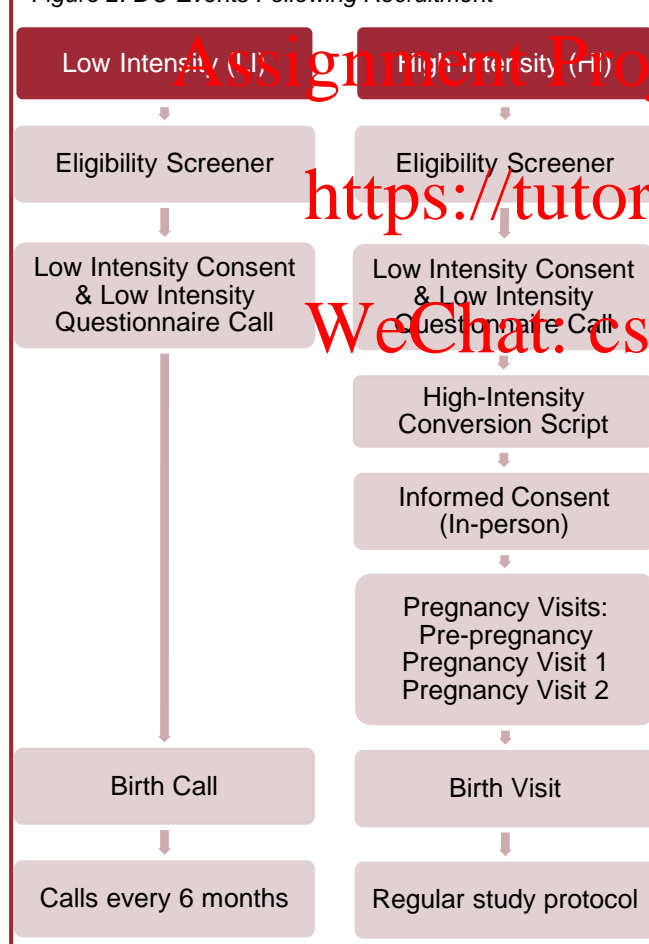 Figure 2. DC Events Following Recruitment
Low Intensity (LI)
High Intensity (HI)
Assignment Pro
Eligibility Screener
Eligibility Screener
https://tutor
Low Intensity Consent
& Low Intensity
Questionnaire Call
Low Intensity Consent
& Low Intensity
Questionnaire Call
WeChat: cs
High-Intensity
Conversion Script
Informed Consent
(In-person)
Pregnancy Visits:
Pre-pregnancy
Pregnancy Visit 1
Pregnancy Visit 2
Birth Call
Birth Visit
Calls every 6 months
Regular study protocol